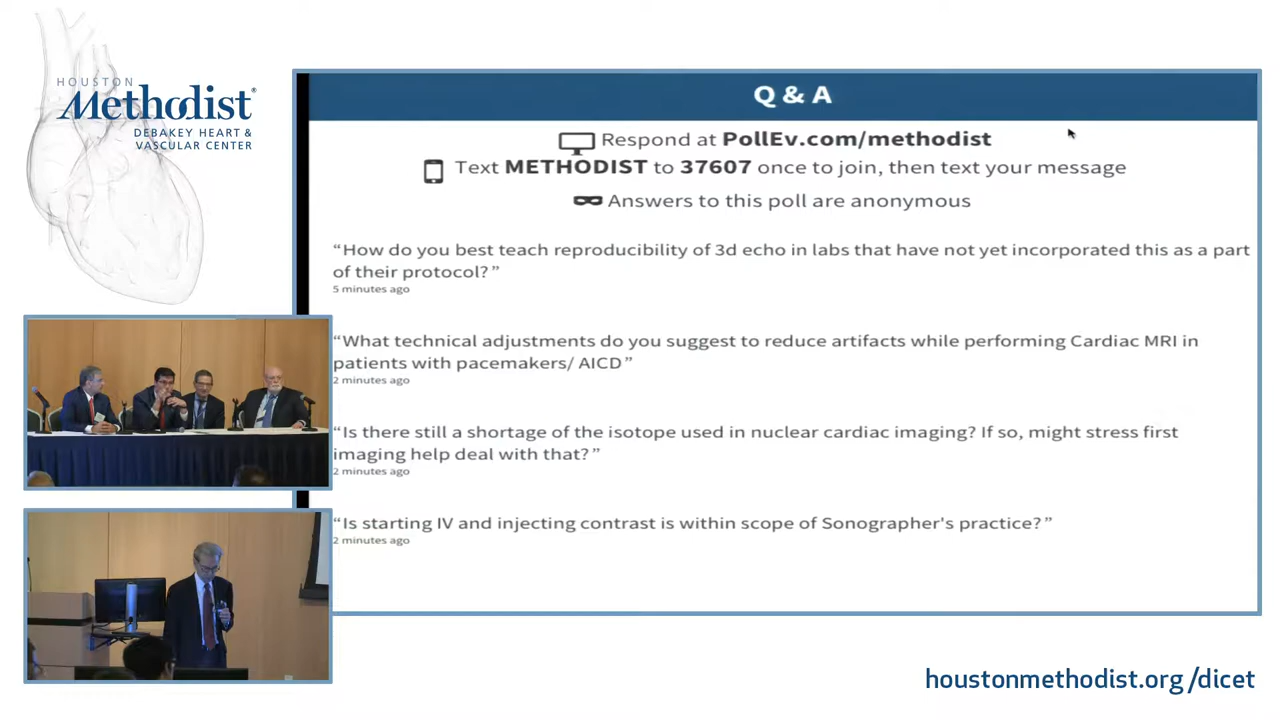 HOUSTON
Methodist®
DEBAKEY HEART &
VASCULAR CENTER
Q & A
Respond at PollEv.com/methodist
Text METHODIST to 37607 once to join, then text your message
Answers to this poll are anonymous
“How do you best teach reproducibility of 3d echo in labs that have not yet incorporated this as a part
of their protocol?”
5 minutes ago
“What technical adjustments do you suggest to reduce artifacts while performing Cardiac MRI in
patients with pacemakers/ AICD”
2 minutes ago
“Is there still a shortage of the isotope used in nuclear cardiac imaging? If so, might stress first
imaging help deal with that?”
2 minutes ago
“Is starting IV and injecting contrast is within scope of Sonographer's practice?”
2 minutes ago
houstonmethodist.org/dicet